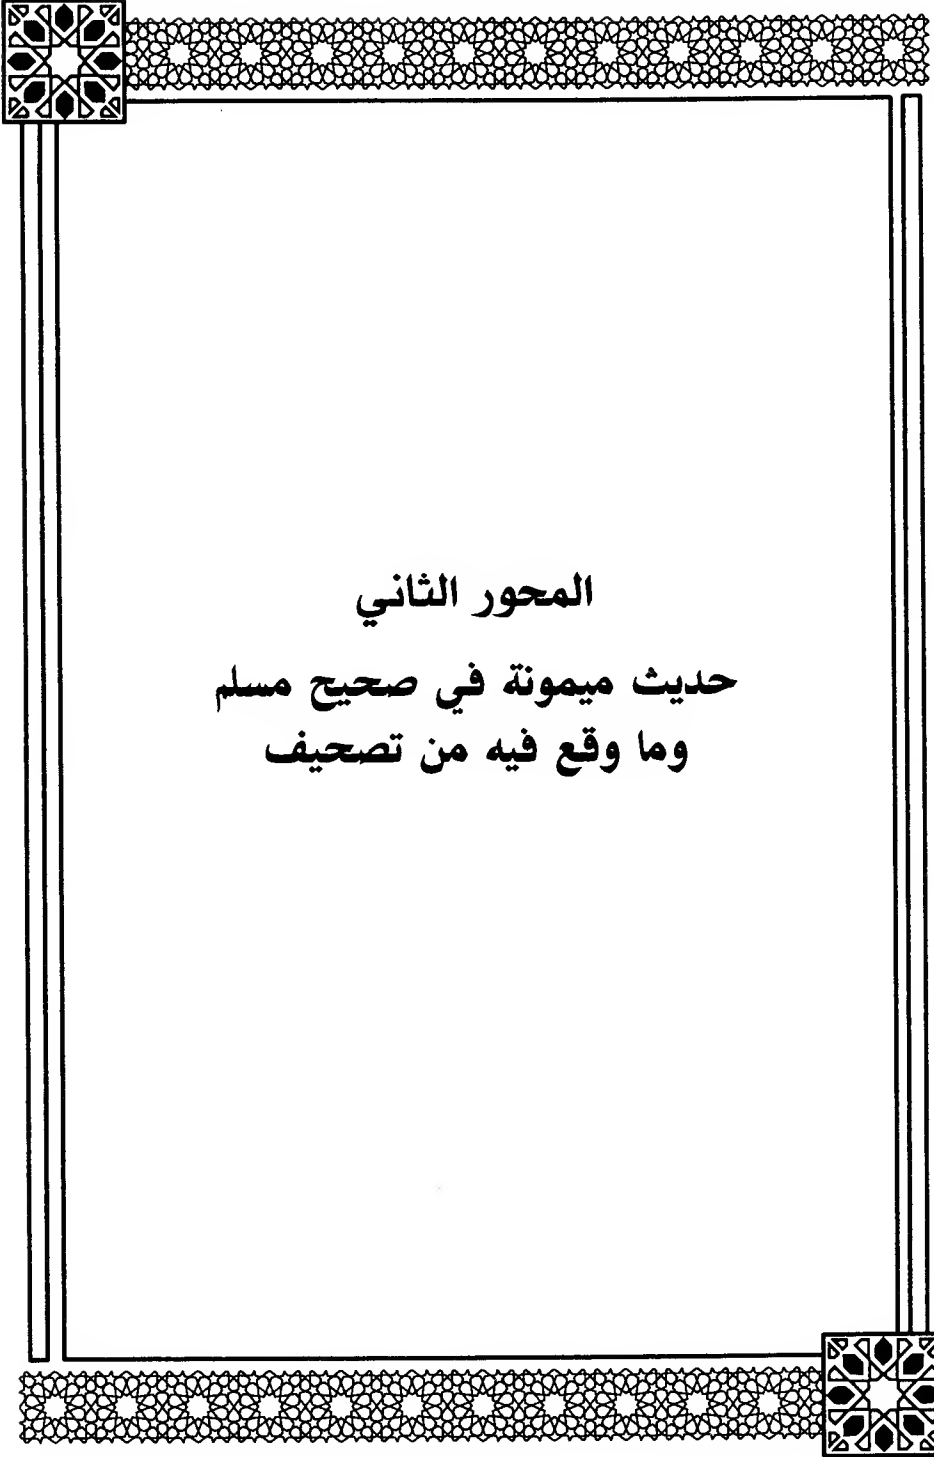 المحور الثاني
حديث ميمونة في صحيح مسلم
وما وقع فيه من تصحيف